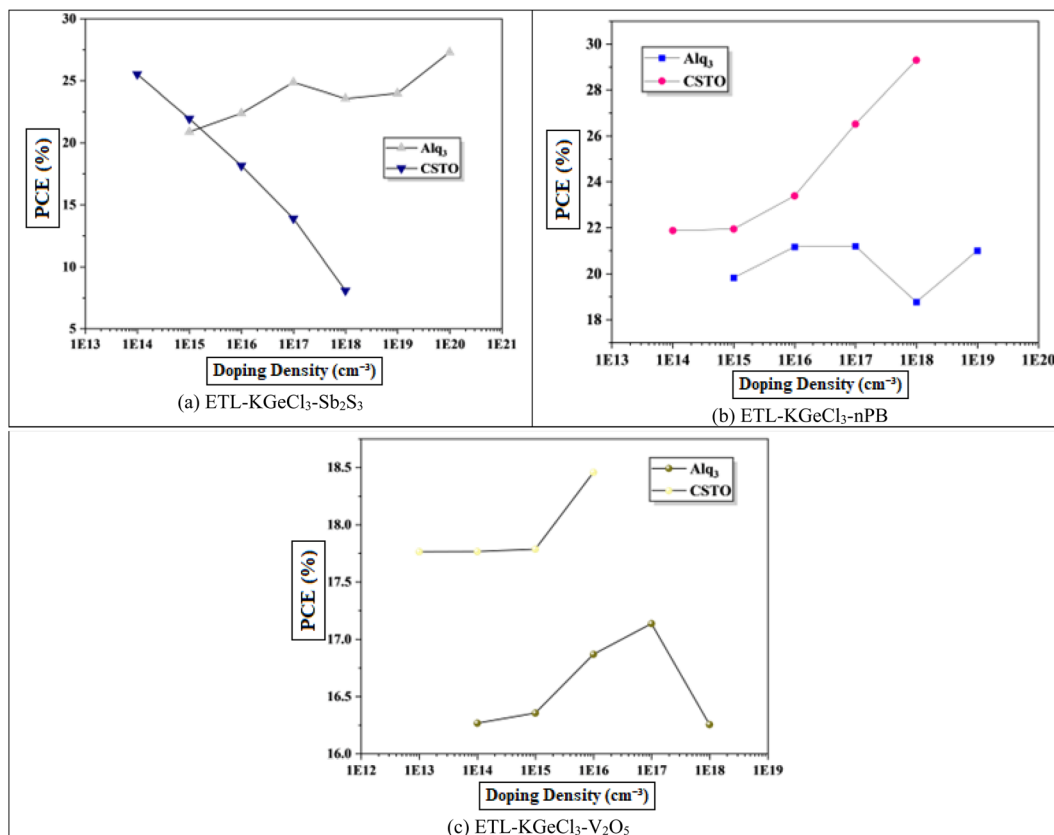 30
25
20
15
10
5
PCE (%)
Alq₃
CSTO
1E13 1E14 1E15 1E16 1E17 1E18 1E19 1E20 1E21
Doping Density (cm⁻³)
(a) ETL-KGeCl₃-Sb₂S₃
30
28
26
24
22
20
18
PCE (%)
Alq₃
CSTO
1E13 1E14 1E15 1E16 1E17 1E18 1E19 1E20
Doping Density (cm⁻³)
(b) ETL-KGeCl₃-nPB
18.5
18.0
17.5
17.0
16.5
16.0
PCE (%)
Alq₃
CSTO
1E12 1E13 1E14 1E15 1E16 1E17 1E18 1E19
Doping Density (cm⁻³)
(c) ETL-KGeCl₃-V₂O₅